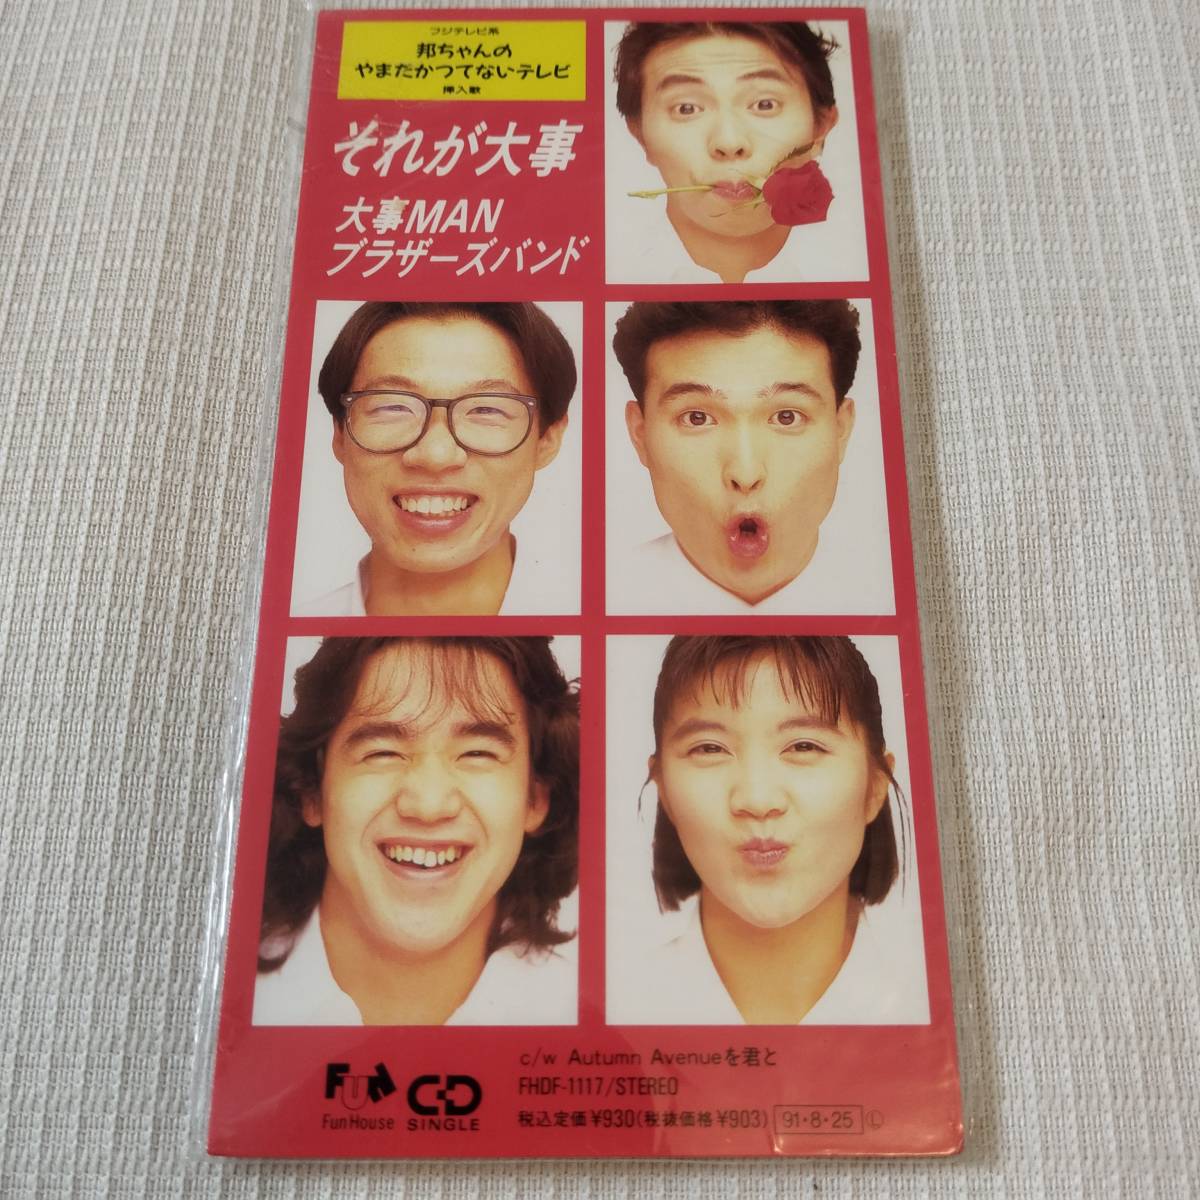 フジテレビ系
邦ちゃんの
やまだかつてないテレビ
挿入歌
それが大事
大事MAN
ブラザーズバンド
c/w Autumn Avenueを君と
FHDF-1117/STEREO
税込定価¥930(税抜価格¥903) 91・8・25 Ⓛ
Fun
Fun House
CD
SINGLE